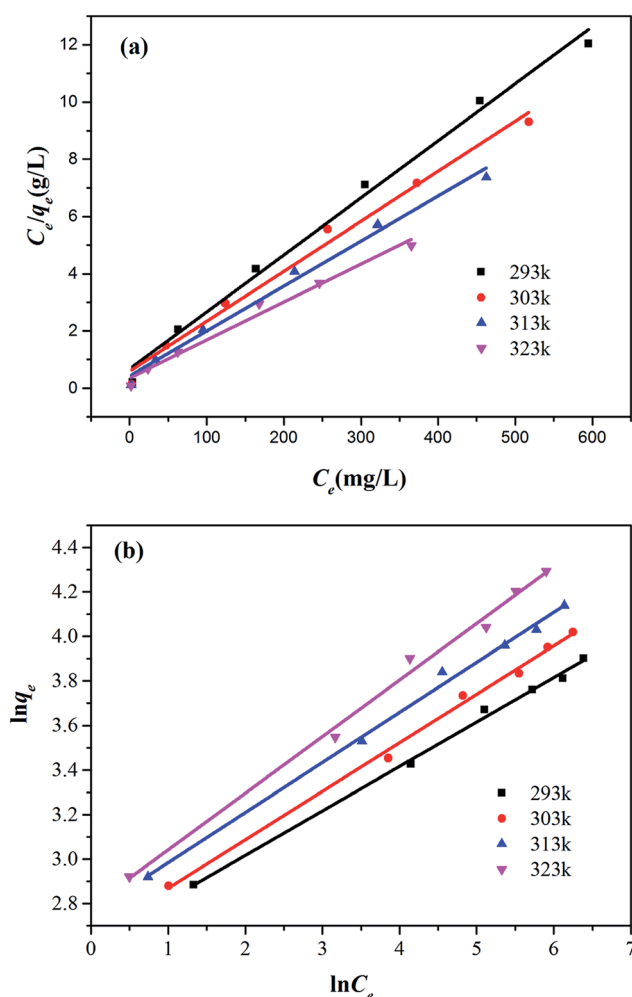 (a)
12
10
8
6
4
2
0
C_e/q_e(g/L)
293k
303k
313k
323k
0 100 200 300 400 500 600
C_e(mg/L)
(b)
4.4
4.2
4.0
3.8
3.6
3.4
3.2
3.0
2.8
lnq_e
293k
303k
313k
323k
0 1 2 3 4 5 6 7
lnC_e